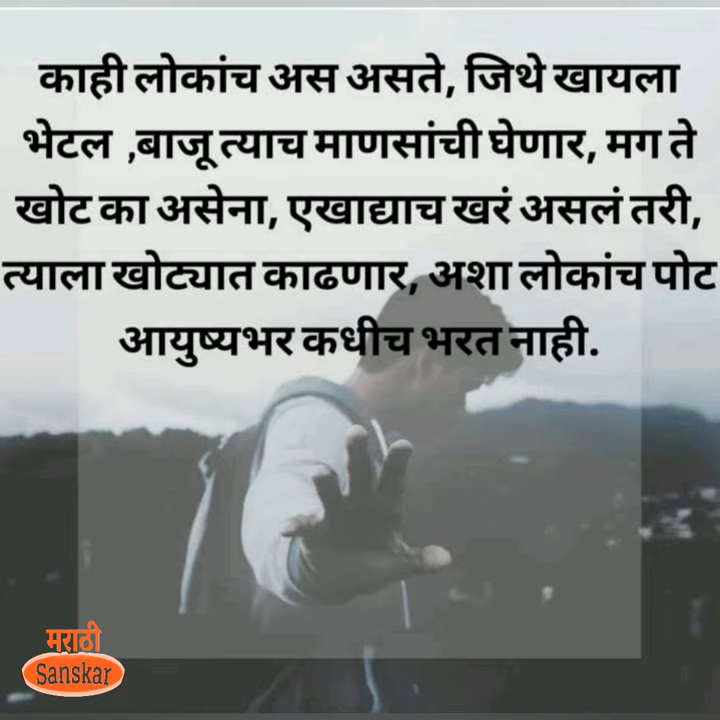 काही लोकांच अस असते, जिथे खायला
भेटल ,बाजू त्याच माणसांची घेणार, मग ते
खोट का असेना, एखाद्याच खरं असलं तरी,
त्याला खोट्यात काढणार, अशा लोकांच पोट
आयुष्यभर कधीच भरत नाही.
मराठी
Sanskar